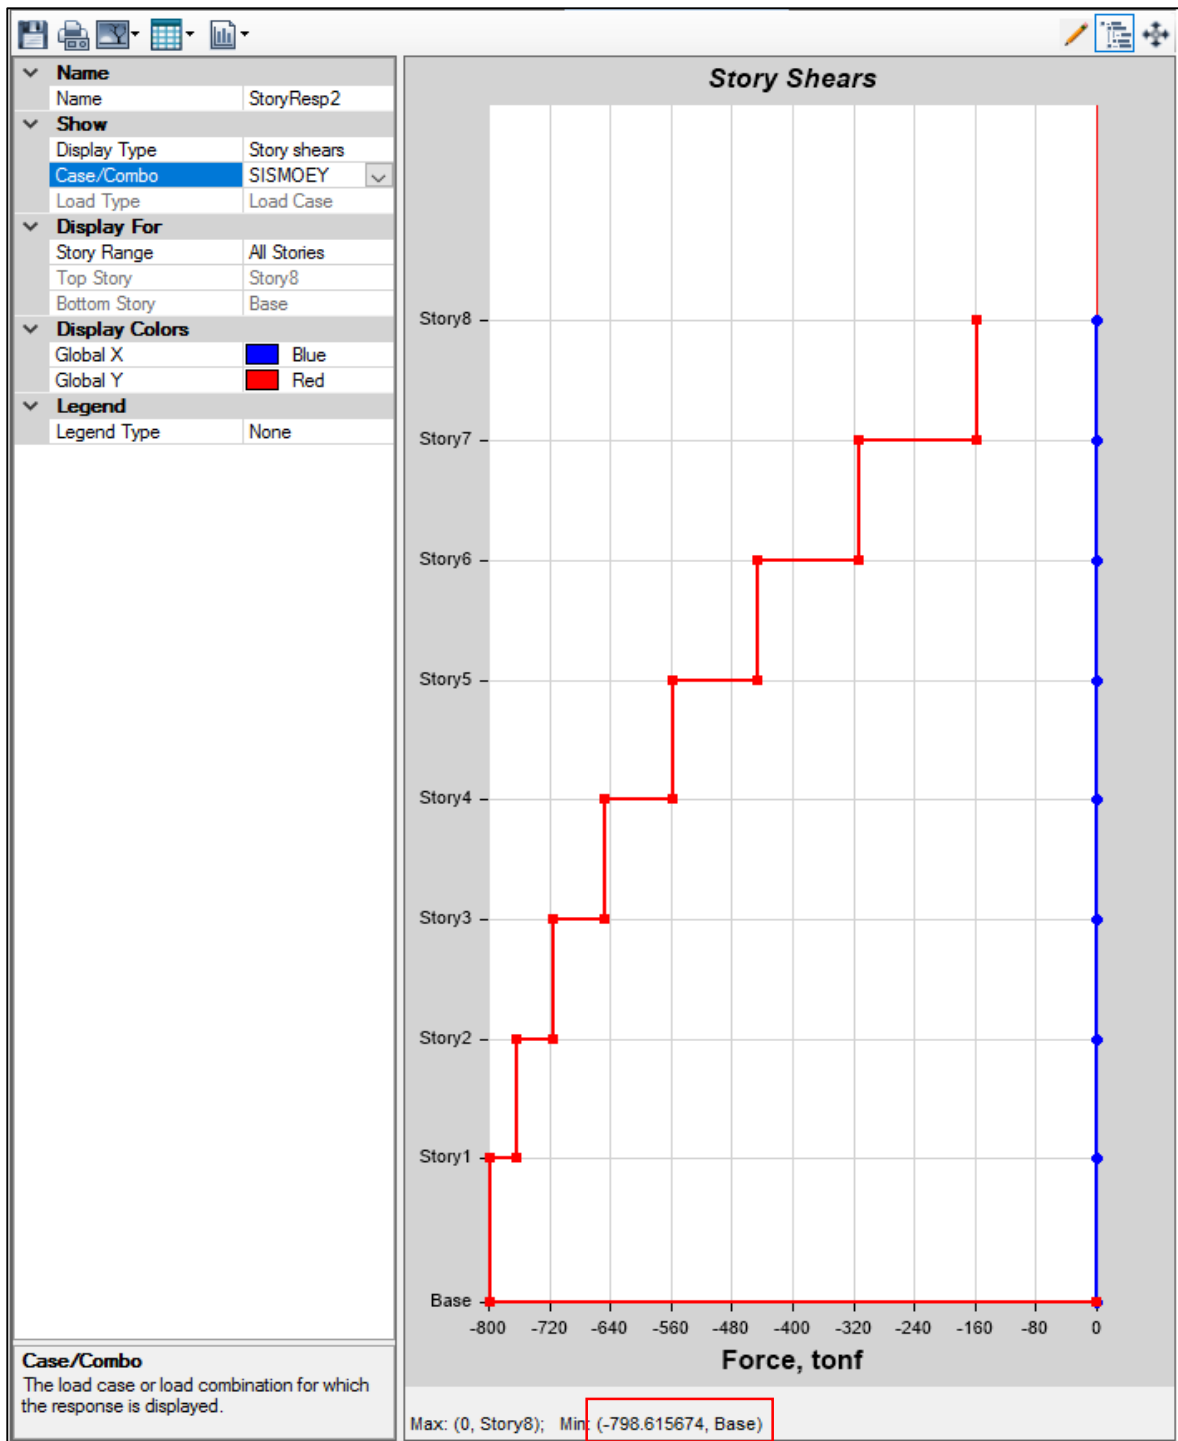 Name
Name StoryResp2
Show
Display Type Story shears
Case/Combo SISMOEY
Load Type Load Case
Display For
Story Range All Stories
Top Story Story8
Bottom Story Base
Display Colors
Global X Blue
Global Y Red
Legend
Legend Type None
Case/Combo
The load case or load combination for which
the response is displayed.
Story Shears
Story8
Story7
Story6
Story5
Story4
Story3
Story2
Story1
Base
-800 -720 -640 -560 -480 -400 -320 -240 -160 -80 0
Force, tonf
Max: (0, Story8); Min: (-798.615674, Base)